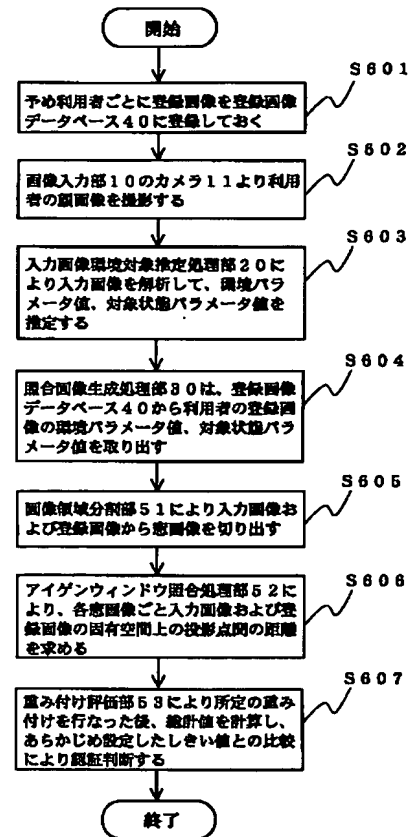 開始
S601
予め利用者ごとに登録画像を登録画像
データベース40に登録しておく
S602
画像入力部10のカメラ11より利用
者の顔画像を撮影する
S603
入力画像環境対象推定処理部20に
より入力画像を解析して、環境パラ
メータ値、対象状態パラメータ値を
推定する
S604
照合画像生成処理部30は、登録画像
データベース40から利用者の登録画
像の環境パラメータ値、対象状態パラ
メータ値を取り出す
S605
画像領域分割部51により入力画像お
よび登録画像から窓画像を切り出す
S606
アイゲンウィンドウ照合処理部52に
より、各窓画像ごと入力画像および登
録画像の固有空間上の投影点間の距離
を求める
S607
重み付け評価部53により所定の重み
付けを行なった後、総計値を計算し、
あらかじめ設定したしきい値との比較
により認証判断する
終了